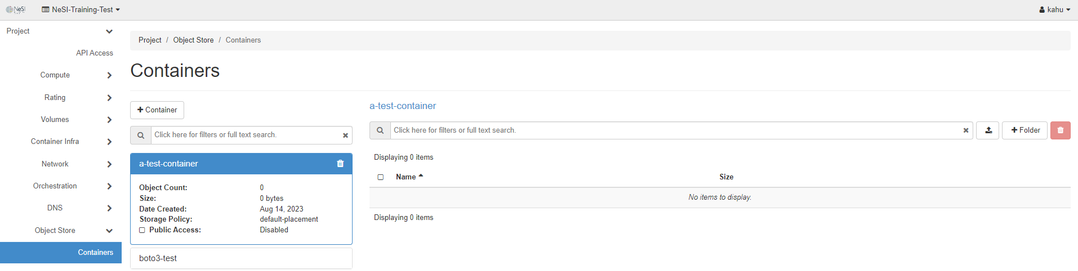 NeSI
NeSI-Training-Test
kahu
Project
API Access
Compute
Rating
Volumes
Container Infra
Network
Orchestration
DNS
Object Store
Containers
Project / Object Store / Containers
Containers
+ Container
Click here for filters or full text search.
a-test-container
Object Count: 0
Size: 0 bytes
Date Created: Aug 14, 2023
Storage Policy: default-placement
Public Access: Disabled
boto3-test
a-test-container
Click here for filters or full text search.
+ Folder
Displaying 0 items
Name Size
No items to display.
Displaying 0 items